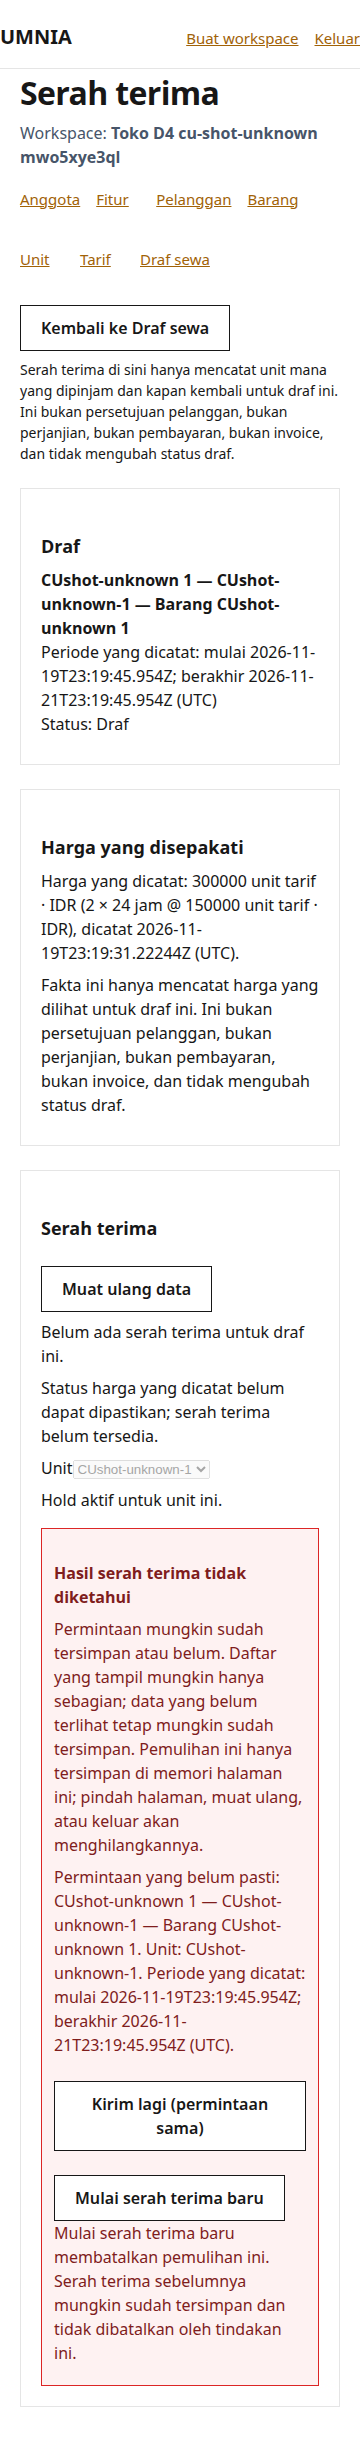 UMNIA
Buat workspace Keluar
Serah terima
Workspace: Toko D4 cu-shot-unknown
mwo5xye3ql
Anggota Fitur Pelanggan Barang
Unit Tarif Draf sewa
Kembali ke Draf sewa
Serah terima di sini hanya mencatat unit mana
yang dipinjam dan kapan kembali untuk draf ini.
Ini bukan persetujuan pelanggan, bukan
perjanjian, bukan pembayaran, bukan invoice,
dan tidak mengubah status draf.
Draf
CUshot-unknown 1 — CUshot-
unknown-1 — Barang CUshot-
unknown 1
Periode yang dicatat: mulai 2026-11-
19T23:19:45.954Z; berakhir 2026-11-
21T23:19:45.954Z (UTC)
Status: Draf
Harga yang disepakati
Harga yang dicatat: 300000 unit tarif
· IDR (2 × 24 jam @ 150000 unit tarif ·
IDR), dicatat 2026-11-
19T23:19:31.22244Z (UTC).
Fakta ini hanya mencatat harga yang
dilihat untuk draf ini. Ini bukan
persetujuan pelanggan, bukan
perjanjian, bukan pembayaran,
bukan invoice, dan tidak mengubah
status draf.
Serah terima
Muat ulang data
Belum ada serah terima untuk draf
ini.
Status harga yang dicatat belum
dapat dipastikan; serah terima
belum tersedia.
Unit CUshot-unknown-1
Hold aktif untuk unit ini.
Hasil serah terima tidak
diketahui
Permintaan mungkin sudah
tersimpan atau belum. Daftar
yang tampil mungkin hanya
sebagian; data yang belum
terlihat tetap mungkin sudah
tersimpan. Pemulihan ini hanya
tersimpan di memori halaman
ini; pindah halaman, muat ulang,
atau keluar akan
menghilangkannya.
Permintaan yang belum pasti:
CUshot-unknown 1 — CUshot-
unknown-1 — Barang CUshot-
unknown 1. Unit: CUshot-
unknown-1. Periode yang dicatat:
mulai 2026-11-19T23:19:45.954Z;
berakhir 2026-11-
21T23:19:45.954Z (UTC).
Kirim lagi (permintaan
sama)
Mulai serah terima baru
Mulai serah terima baru
membatalkan pemulihan ini.
Serah terima sebelumnya
mungkin sudah tersimpan dan
tidak dibatalkan oleh tindakan
ini.